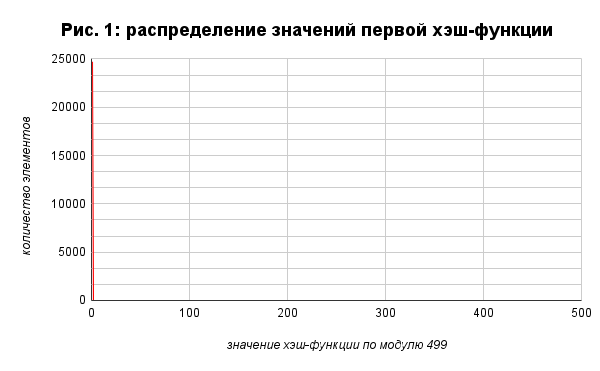 Рис. 1: распределение значений первой хэш-функции
25000
20000
15000
10000
5000
0
количество элементов
0 100 200 300 400 500
значение хэш-функции по модулю 499